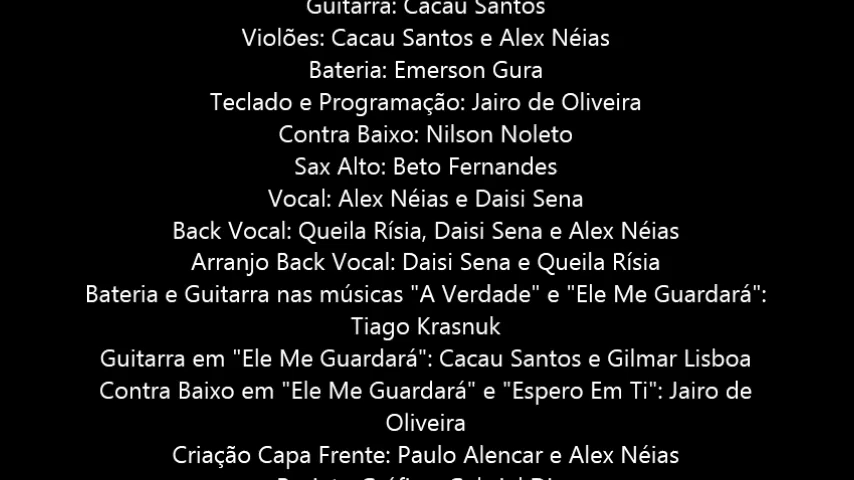 Guitarra: Cacau Santos
Violões: Cacau Santos e Alex Néias
Bateria: Emerson Gura
Teclado e Programação: Jairo de Oliveira
Contra Baixo: Nilson Noleto
Sax Alto: Beto Fernandes
Vocal: Alex Néias e Daisi Sena
Back Vocal: Queila Rísia, Daisi Sena e Alex Néias
Arranjo Back Vocal: Daisi Sena e Queila Rísia
Bateria e Guitarra nas músicas "A Verdade" e "Ele Me Guardará":
Tiago Krasnuk
Guitarra em "Ele Me Guardará": Cacau Santos e Gilmar Lisboa
Contra Baixo em "Ele Me Guardará" e "Espero Em Ti": Jairo de
Oliveira
Criação Capa Frente: Paulo Alencar e Alex Néias